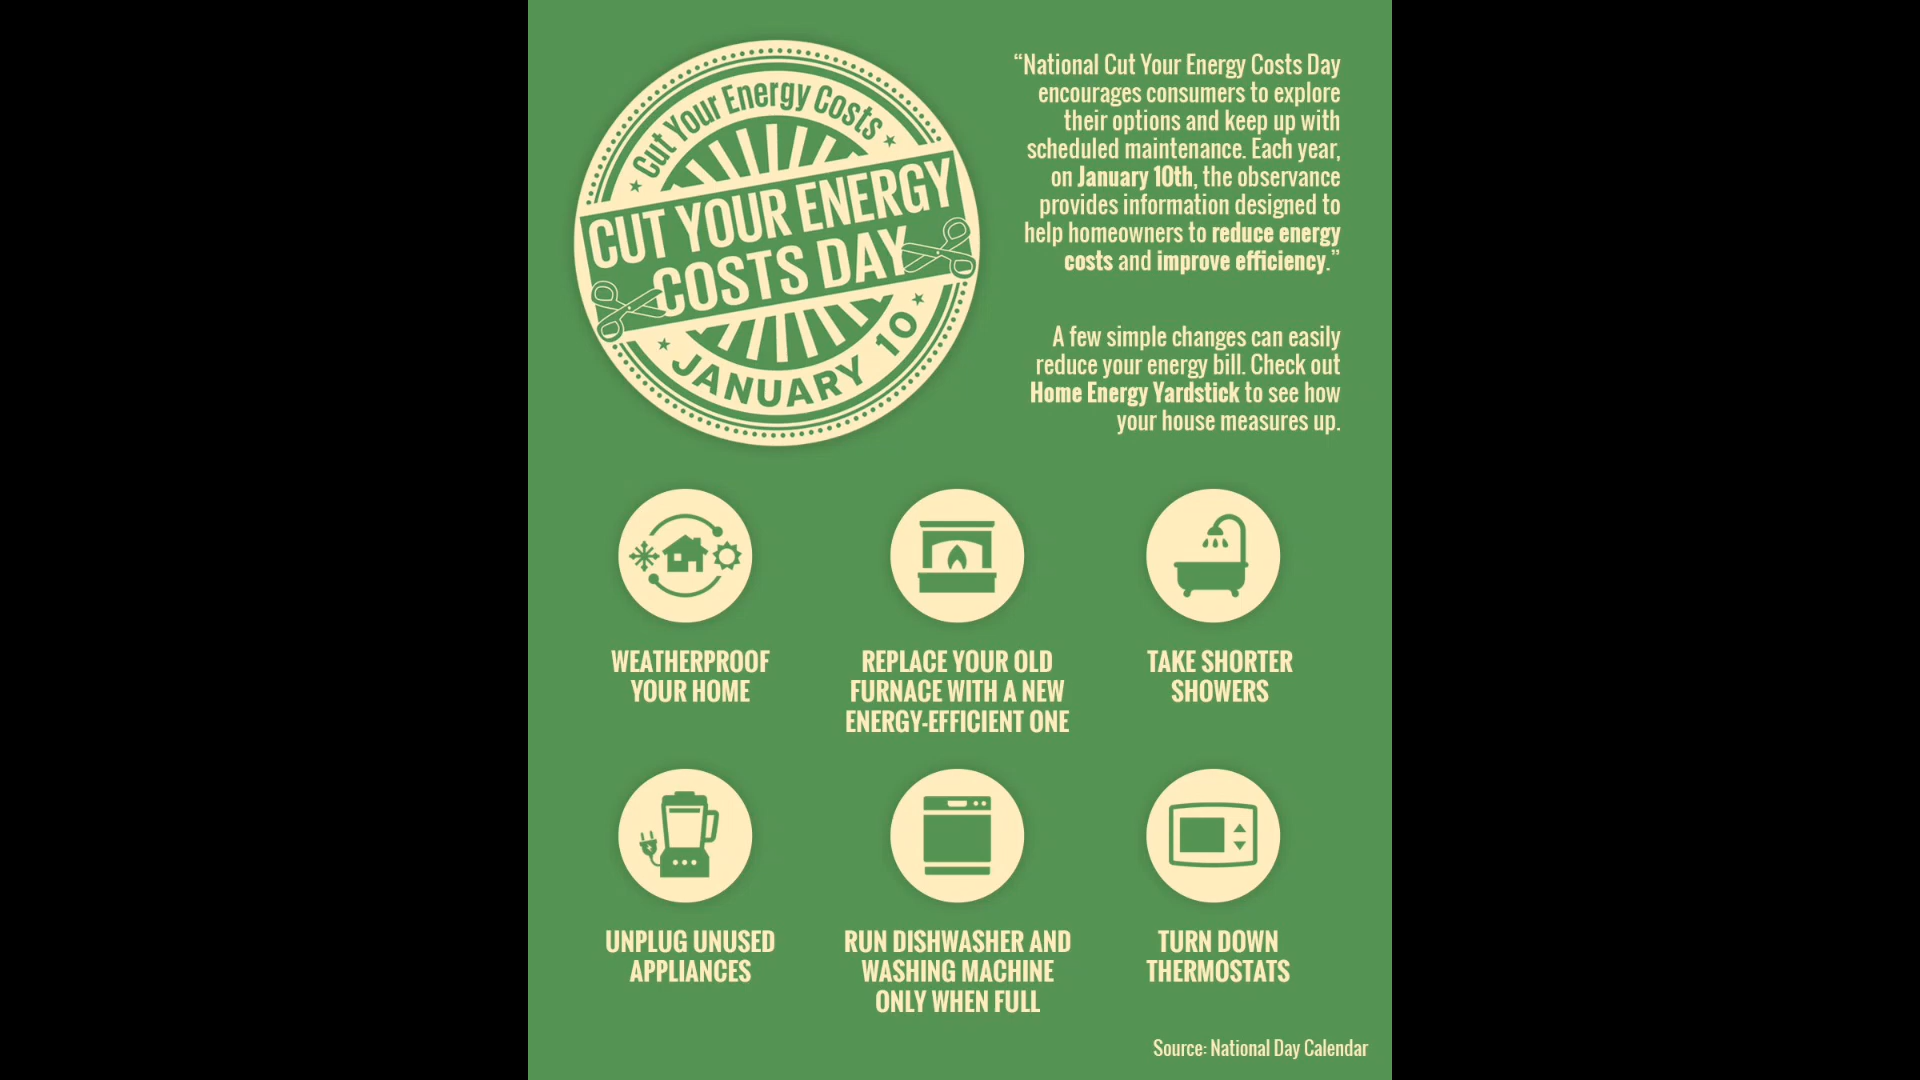 Cut Your Energy Costs
CUT YOUR ENERGY
COSTS DAY
JANUARY 10
“National Cut Your Energy Costs Day
encourages consumers to explore
their options and keep up with
scheduled maintenance. Each year,
on January 10th, the observance
provides information designed to
help homeowners to reduce energy
costs and improve efficiency.”
A few simple changes can easily
reduce your energy bill. Check out
Home Energy Yardstick to see how
your house measures up.
WEATHERPROOF
YOUR HOME
REPLACE YOUR OLD
FURNACE WITH A NEW
ENERGY-EFFICIENT ONE
TAKE SHORTER
SHOWERS
UNPLUG UNUSED
APPLIANCES
RUN DISHWASHER AND
WASHING MACHINE
ONLY WHEN FULL
TURN DOWN
THERMOSTATS
Source: National Day Calendar